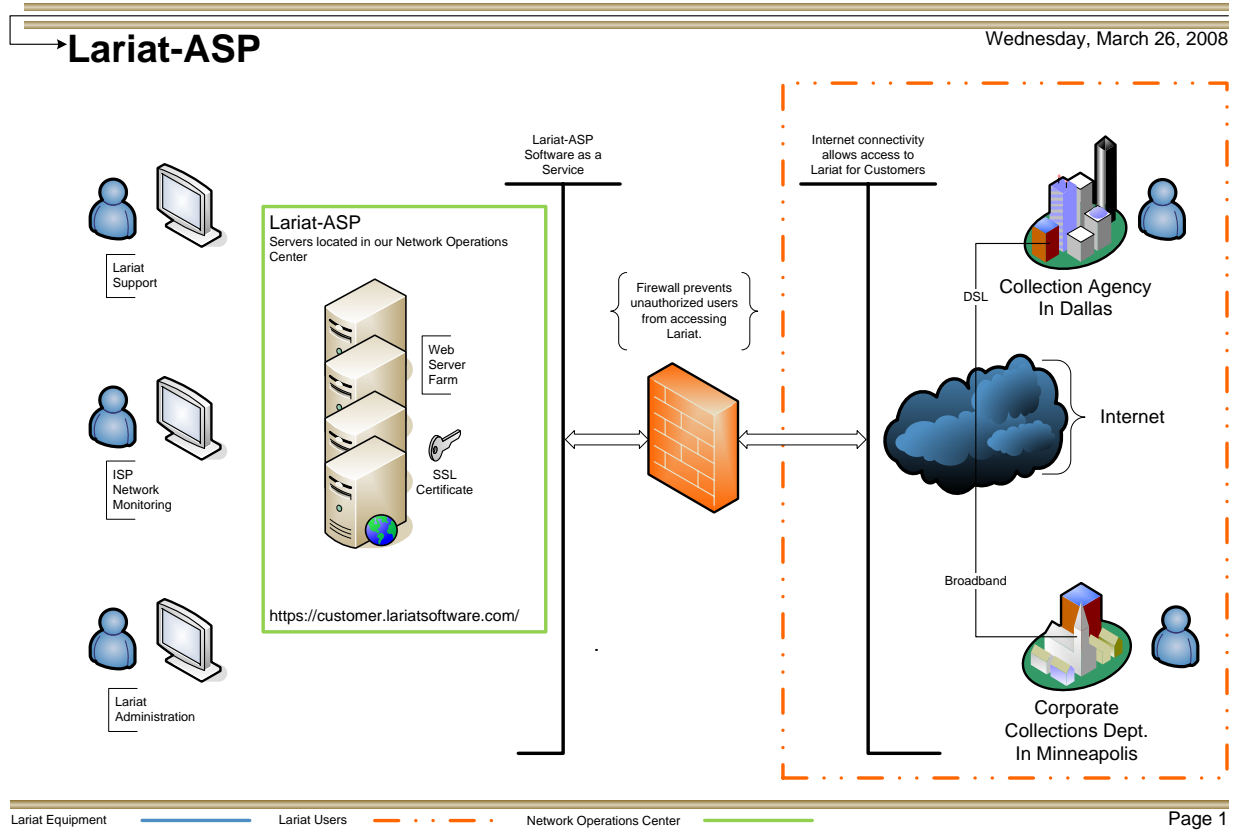 Lariat-ASP
Wednesday, March 26, 2008
Lariat-ASP
Software as a
Service
Internet connectivity
allows access to
Lariat for Customers
Lariat
Support
Lariat-ASP
Servers located in our Network Operations
Center
Web
Server
Farm
SSL
Certificate
https://customer.lariatsoftware.com/
Firewall prevents
unauthorized users
from accessing
Lariat.
DSL
Collection Agency
In Dallas
Internet
ISP
Network
Monitoring
Broadband
Lariat
Administration
Corporate
Collections Dept.
In Minneapolis
Lariat Equipment
Lariat Users
Network Operations Center
Page 1